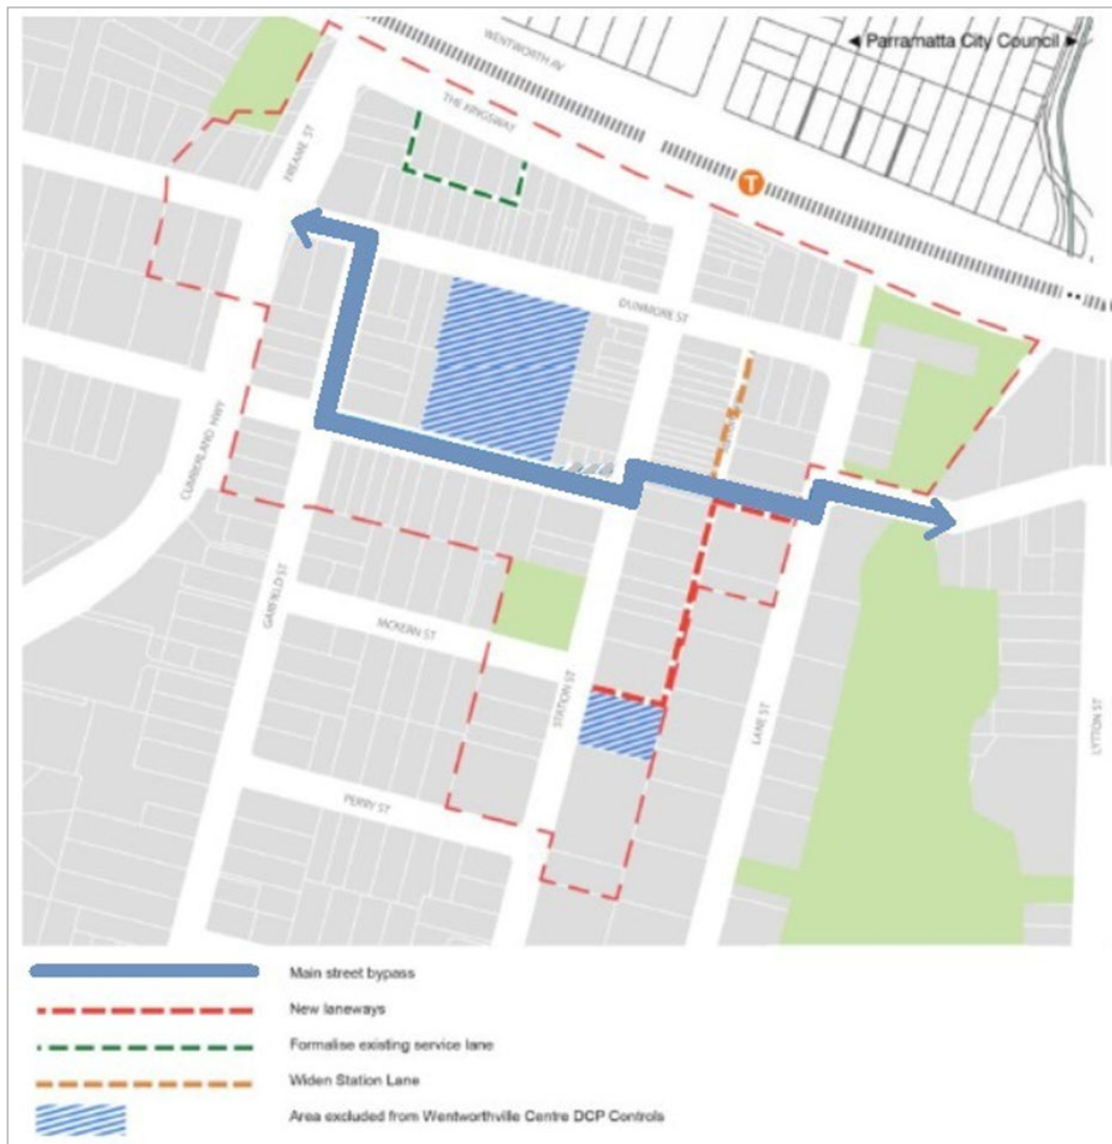 WENTWORTH AV
◄ Parramatta City Council ►
THE KINGSWAY
T
FREAME ST
DUNMORE ST
CUMBERLAND HWY
GARFIELD ST
MCKERN ST
STATION ST
LANE ST
LYTTON ST
PERRY ST
Main street bypass
New laneways
Formalise existing service lane
Widen Station Lane
Area excluded from Wentworthville Centre DCP Controls